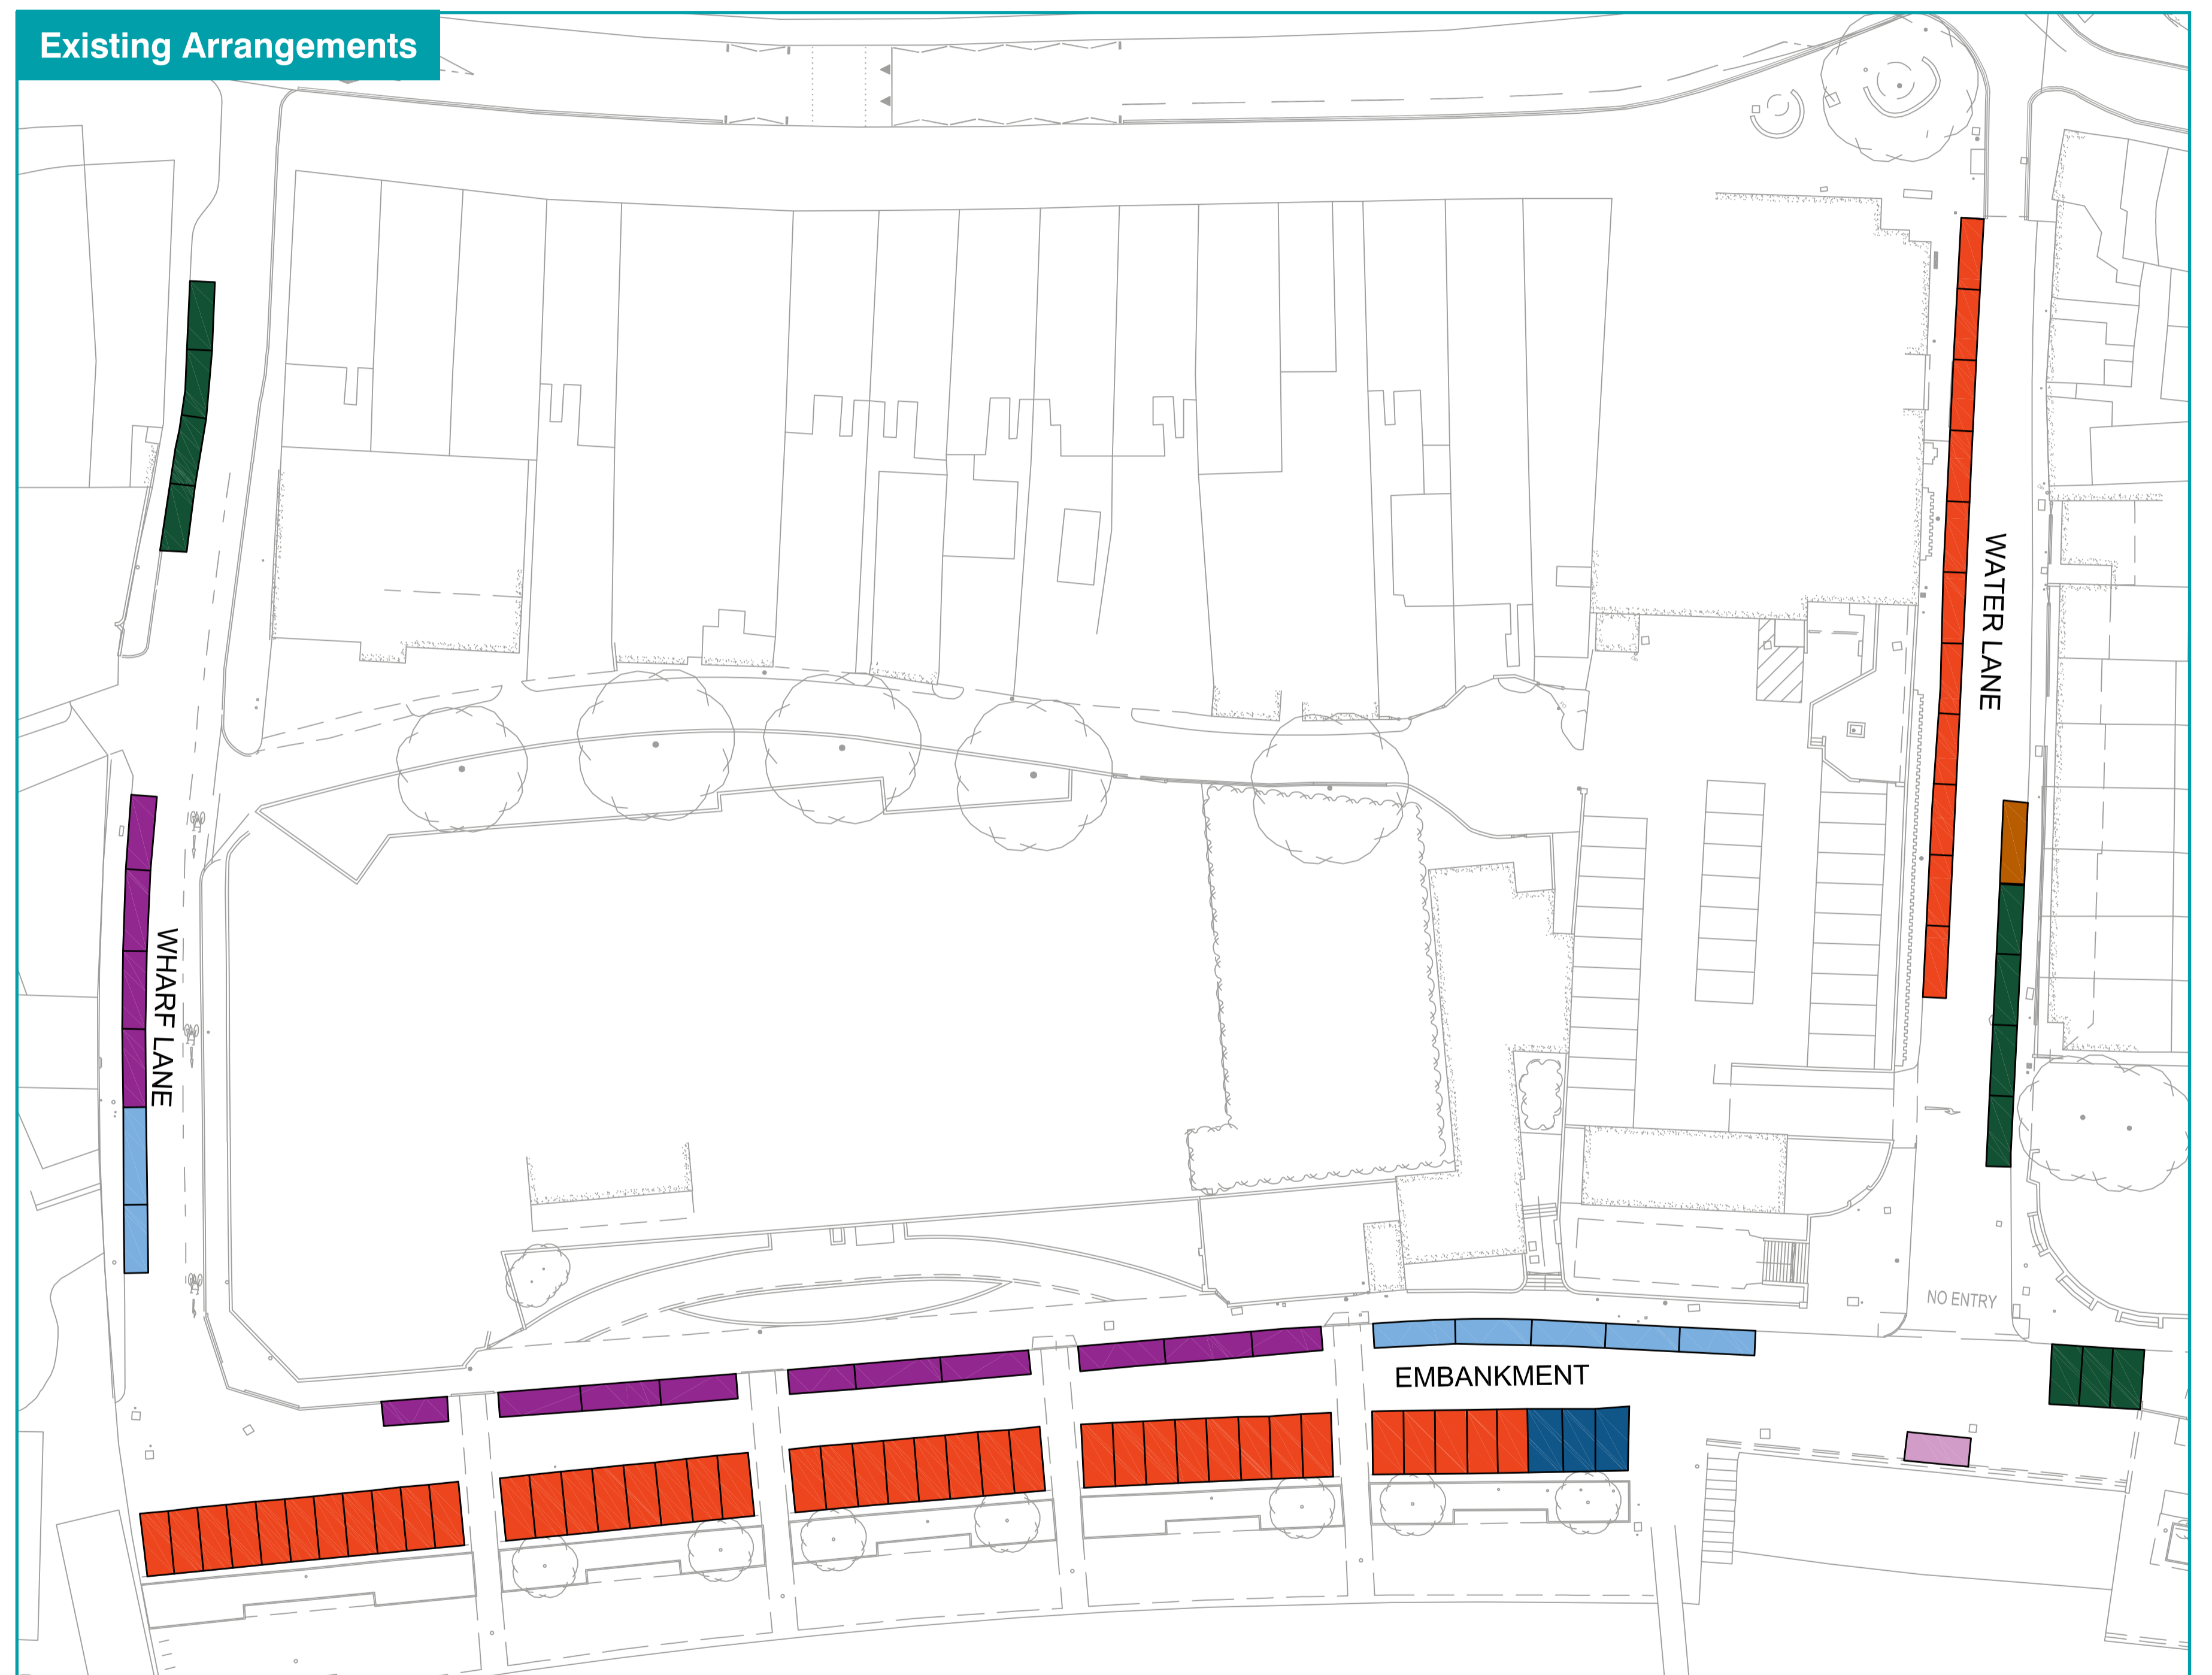 Existing Arrangements
WATER LANE
WHARF LANE
NO ENTRY
EMBANKMENT